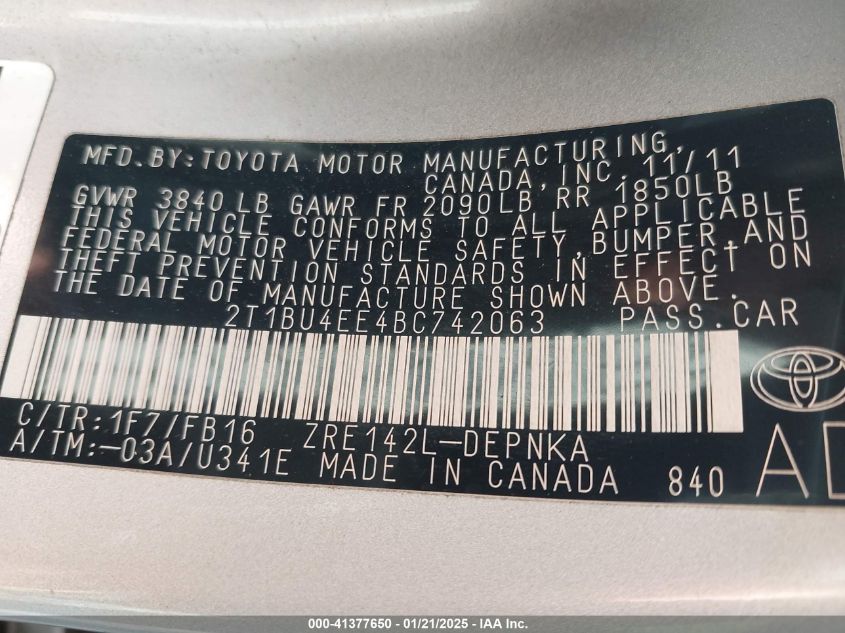 MFD. BY: TOYOTA MOTOR MANUFACTURING,
CANADA, INC. 11/11
GVWR 3840 LB GAWR FR 2090LB RR 1850LB
THIS VEHICLE CONFORMS TO ALL APPLICABLE
FEDERAL MOTOR VEHICLE SAFETY, BUMPER, AND
THEFT PREVENTION STANDARDS IN EFFECT ON
THE DATE OF MANUFACTURE SHOWN ABOVE.
2T1BU4EE4BC742063 PASS.CAR
C/TR: 1F7/FB16 ZRE142L-DEPNKA
A/TM:-03A/U341E MADE IN CANADA 840
000-41377650 / 01/21/2025 - IAA Inc.